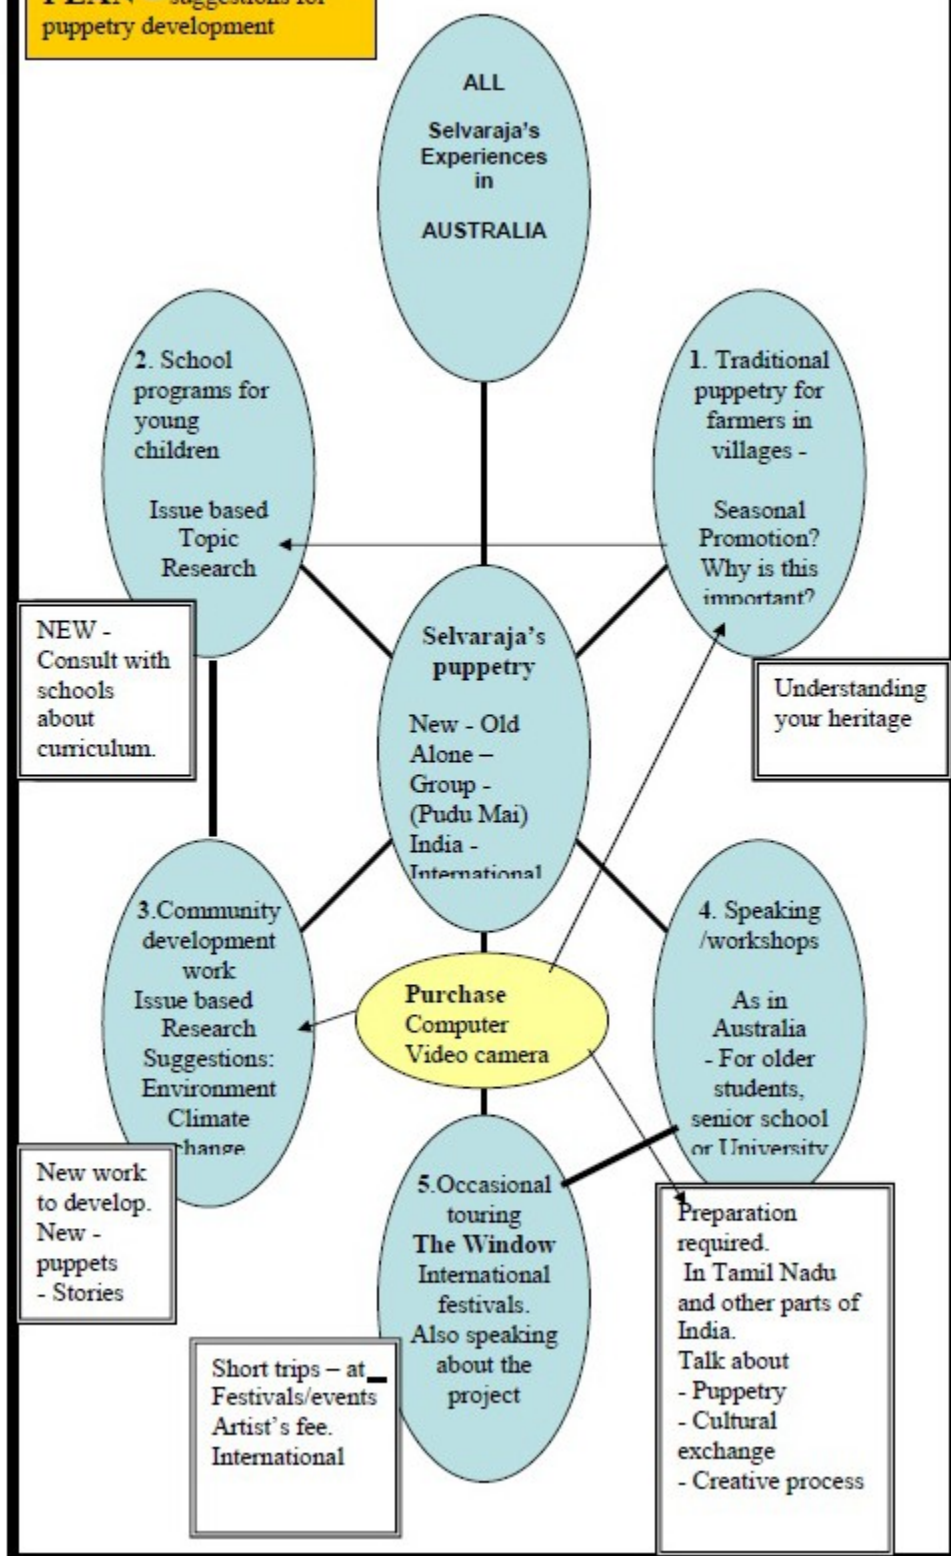 PLAN – suggestions for
puppetry development
ALL
Selvaraja's
Experiences
in
AUSTRALIA
2. School
programs for
young
children
Issue based
Topic
Research
1. Traditional
puppetry for
farmers in
villages -
Seasonal
Promotion?
Why is this
important?
NEW -
Consult with
schools
about
curriculum.
Selvaraja's
puppetry
New - Old
Alone –
Group -
(Pudu Mai)
India -
International
Understanding
your heritage
3.Community
development
work
Issue based
Research
Suggestions:
Environment
Climate
change
Purchase
Computer
Video camera
4. Speaking
/workshops
As in
Australia
- For older
students,
senior school
or University
New work
to develop.
New -
puppets
- Stories
5.Occasional
touring
The Window
International
festivals.
Also speaking
about the
project
Short trips – at
Festivals/events
Artist's fee.
International
Preparation
required.
In Tamil Nadu
and other parts of
India.
Talk about
- Puppetry
- Cultural
exchange
- Creative process